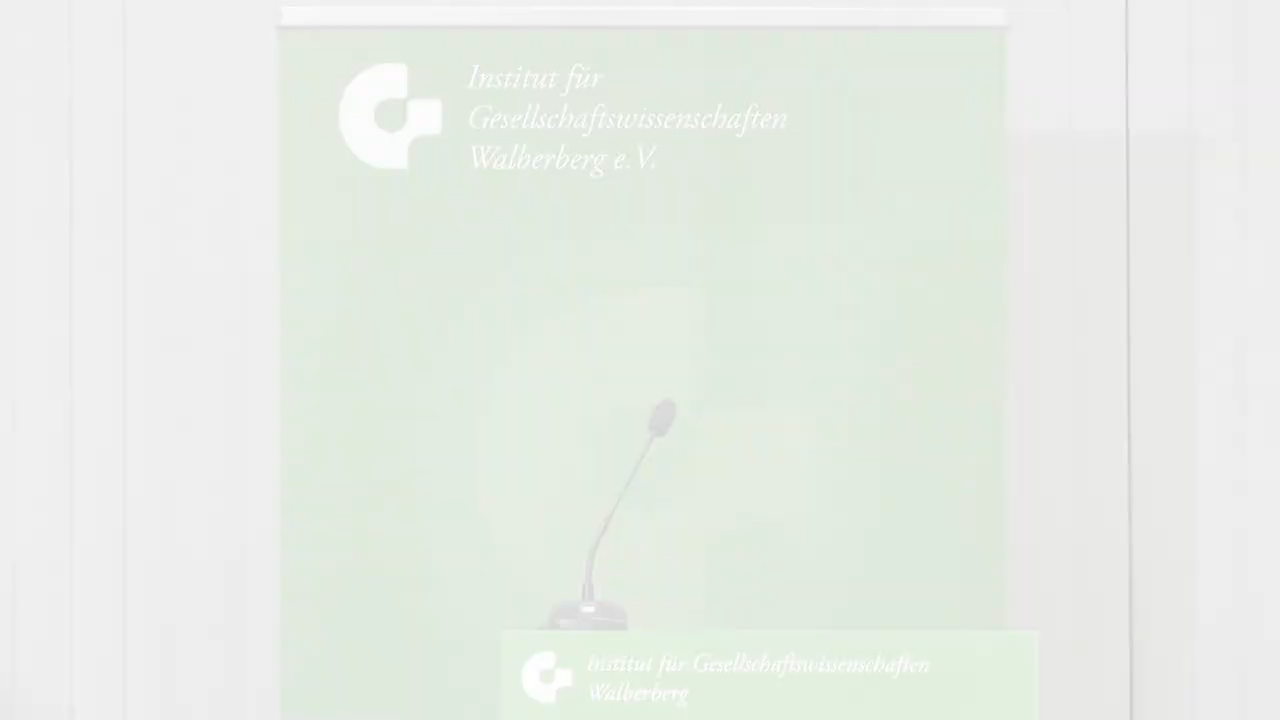 Institut für
Gesellschaftswissenschaften
Walberberg e.V.
Institut für Gesellschaftswissenschaften
Walberberg